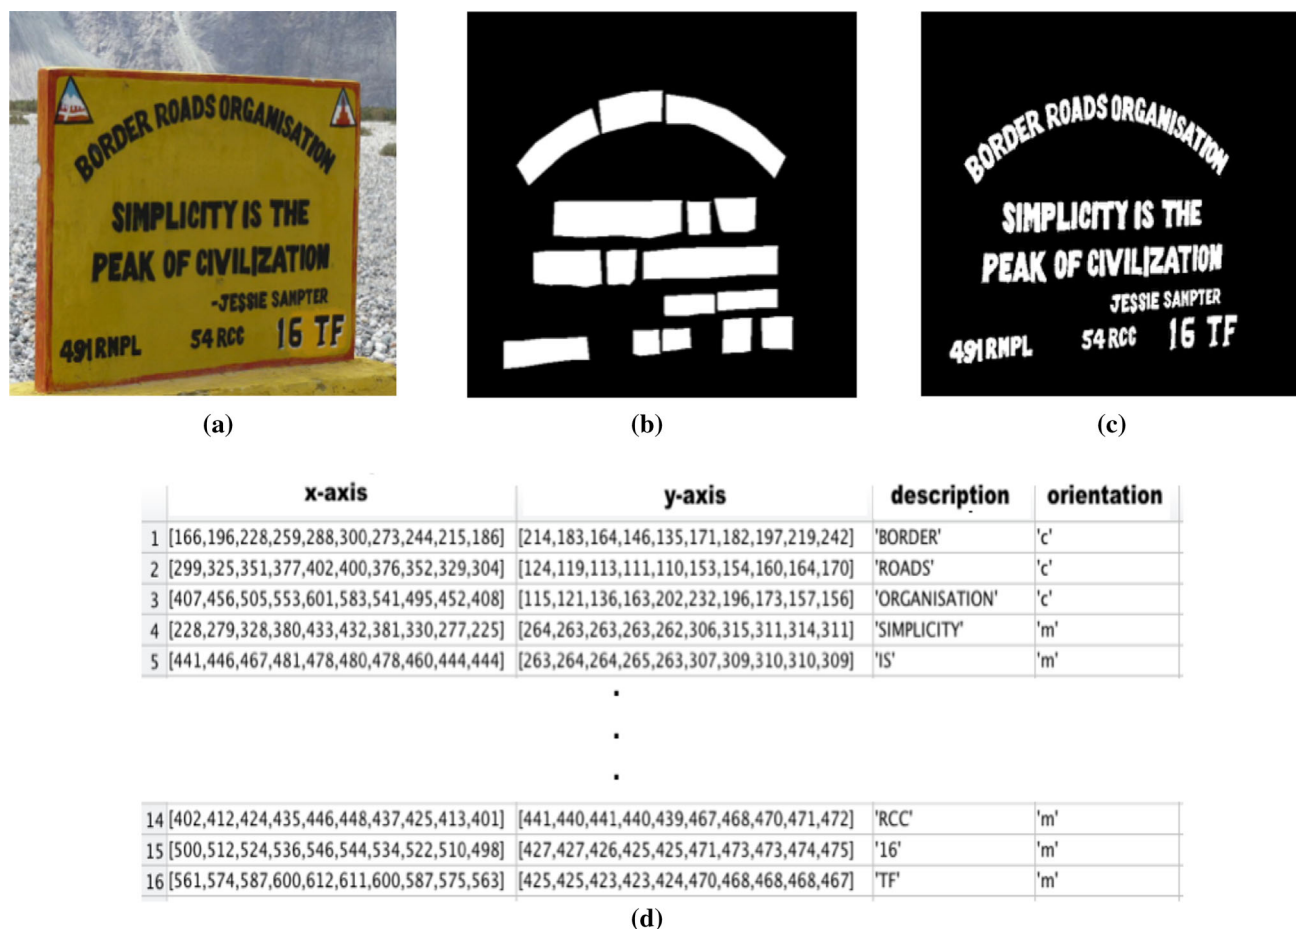 BORDER ROADS ORGANISATION
SIMPLICITY IS THE
PEAK OF CIVILIZATION
-JESSIE SAMPTER
491 RMPL 54 RCC 16 TF
(a)
BORDER ROADS ORGANISATION
SIMPLICITY IS THE
PEAK OF CIVILIZATION
JESSIE SAMPTER
491 RMPL 54 RCC 16 TF
(b) (c)
x-axis y-axis description orientation
1 [166,196,228,259,288,300,273,244,215,186] [214,183,164,146,135,171,182,197,219,242] 'BORDER' 'c'
2 [299,325,351,377,402,400,376,352,329,304] [124,119,113,111,110,153,154,160,164,170] 'ROADS' 'c'
3 [407,456,505,553,601,583,541,495,452,408] [115,121,136,163,202,232,196,173,157,156] 'ORGANISATION' 'c'
4 [228,279,328,380,433,432,381,330,277,225] [264,263,263,263,262,306,315,311,314,311] 'SIMPLICITY' 'm'
5 [441,446,467,481,478,480,478,460,444,444] [263,264,264,265,263,307,309,310,310,309] 'IS' 'm'
.
.
.
14 [402,412,424,435,446,448,437,425,413,401] [441,440,441,440,439,467,468,470,471,472] 'RCC' 'm'
15 [500,512,524,536,546,544,534,522,510,498] [427,427,426,425,425,471,473,473,474,475] '16' 'm'
16 [561,574,587,600,612,611,600,587,575,563] [425,425,423,423,424,470,468,468,468,467] 'TF' 'm'
(d)